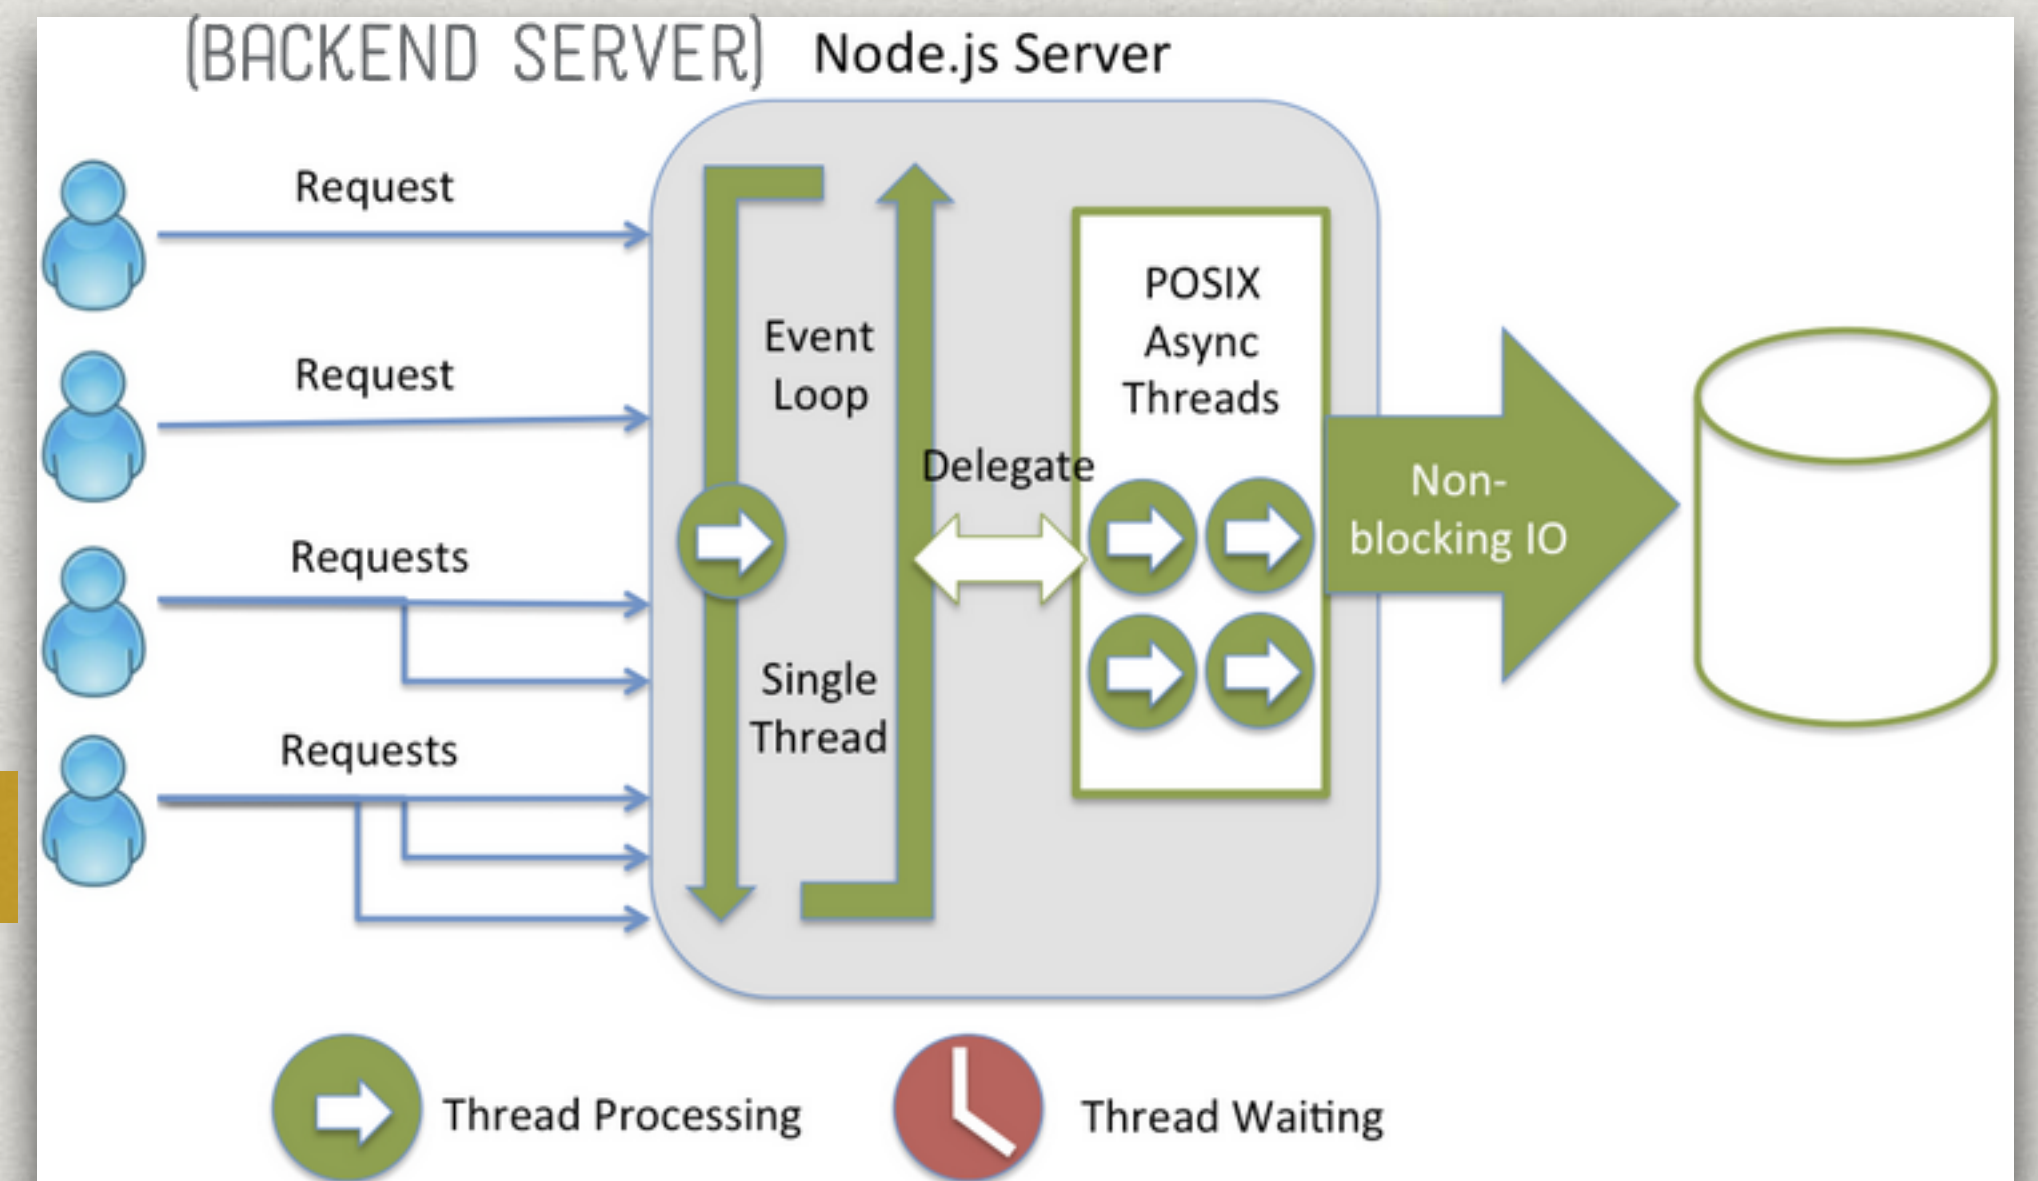 (BACKEND SERVER) Node.js Server
Request
Request
Requests
Requests
Event
Loop
Single
Thread
Delegate
POSIX
Async
Threads
Non-
blocking IO
Thread Processing
Thread Waiting